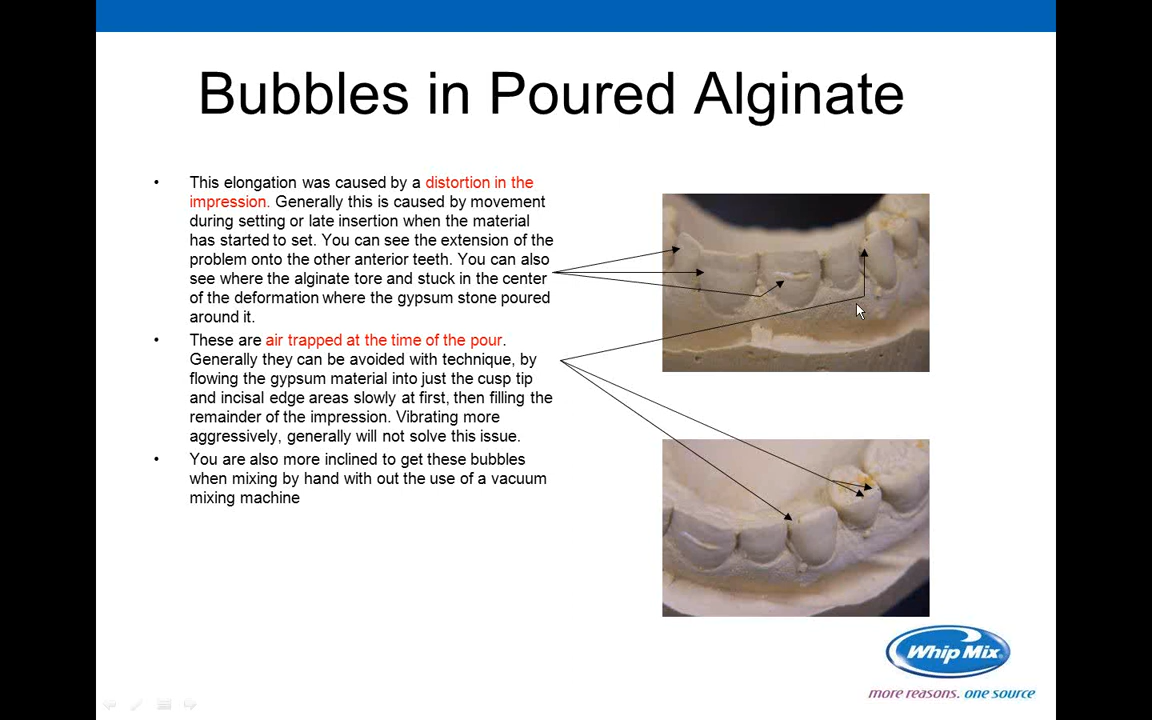 Bubbles in Poured Alginate
• This elongation was caused by a distortion in the
impression. Generally this is caused by movement
during setting or late insertion when the material
has started to set. You can see the extension of the
problem onto the other anterior teeth. You can also
see where the alginate tore and stuck in the center
of the deformation where the gypsum stone poured
around it.
• These are air trapped at the time of the pour.
Generally they can be avoided with technique, by
flowing the gypsum material into just the cusp tip
and incisal edge areas slowly at first, then filling the
remainder of the impression. Vibrating more
aggressively, generally will not solve this issue.
• You are also more inclined to get these bubbles
when mixing by hand with out the use of a vacuum
mixing machine
Whip Mix®
more reasons. one source